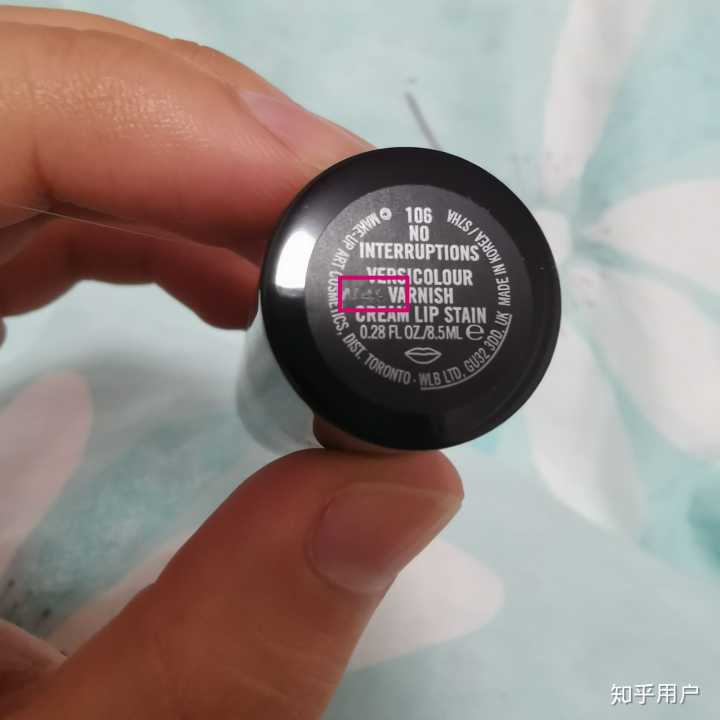 106
NO
INTERRUPTIONS
VERSICOLOUR
VARNISH
CREAM LIP STAIN
0.28 FL OZ./8.5ML e
MAKE-UP ART COSMETICS, DIST. TORONTO · WLB LTD, GU32 3DD, UK MADE IN KOREA / S7HA
知乎用户